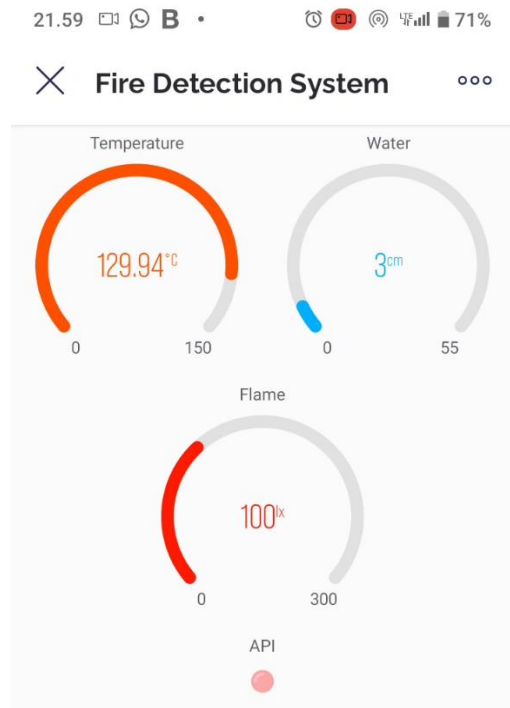 21.59 B LTE 71%
Fire Detection System
Temperature Water
129.94°C 3cm
0 150 0 55
Flame
100lx
0 300
API